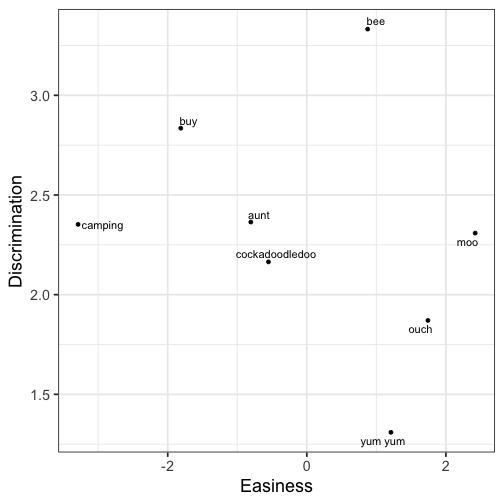 bee
3.0
buy
Discrimination
2.5
aunt
camping
cockadoodledoo
moo
2.0
ouch
1.5
yum yum
-2
0
2
Easiness